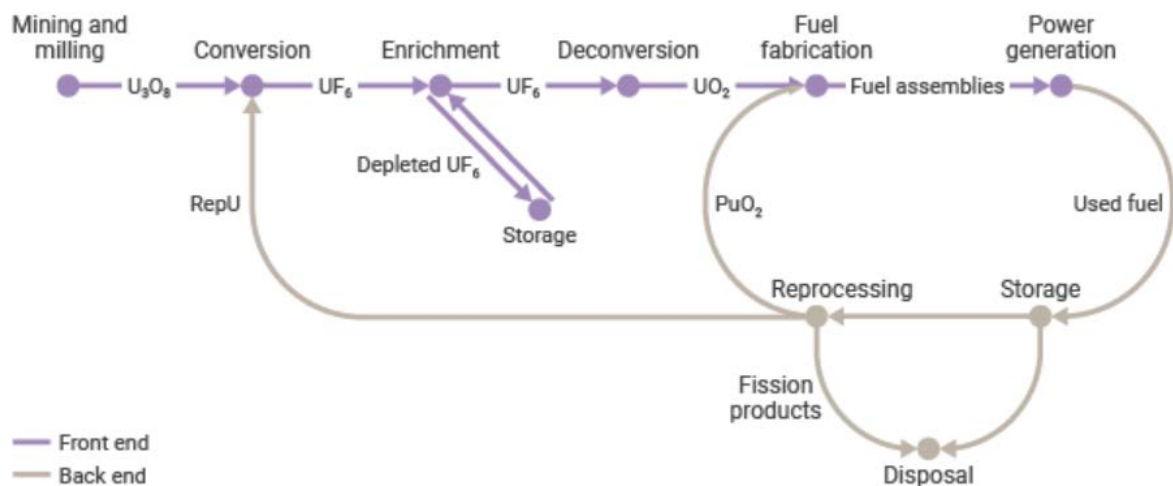 Mining and
milling
Conversion
Enrichment
Deconversion
Fuel
fabrication
Power
generation
U₃O₈
UF₆
UF₆
UO₂
Fuel assemblies
Depleted UF₆
Storage
RepU
PuO₂
Used fuel
Reprocessing
Storage
Fission
products
Disposal
Front end
Back end